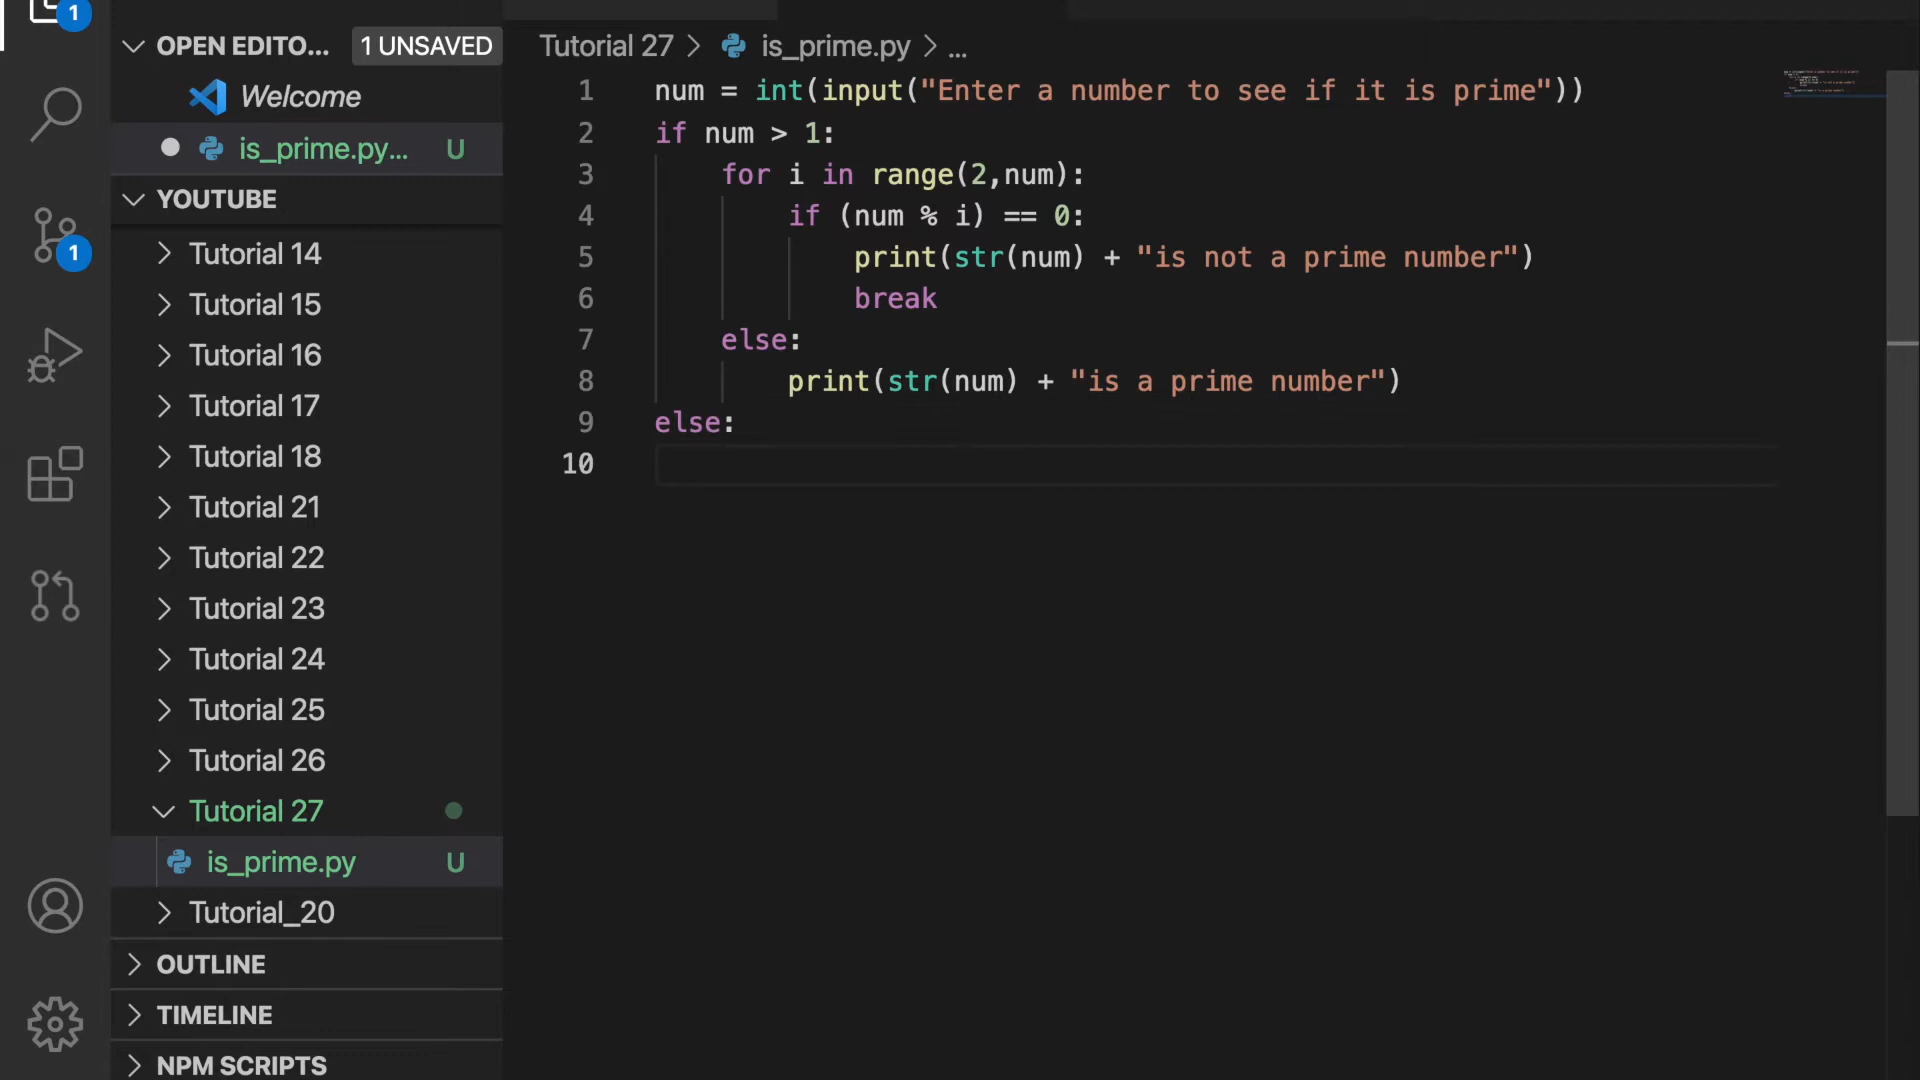 1
OPEN EDITO... 1 UNSAVED
Welcome
is_prime.py... U
YOUTUBE
1
Tutorial 14
Tutorial 15
Tutorial 16
Tutorial 17
Tutorial 18
Tutorial 21
Tutorial 22
Tutorial 23
Tutorial 24
Tutorial 25
Tutorial 26
Tutorial 27
is_prime.py U
Tutorial_20
OUTLINE
TIMELINE
NPM SCRIPTS
Tutorial 27 > is_prime.py > ...
1 num = int(input("Enter a number to see if it is prime"))
2 if num > 1:
3 for i in range(2,num):
4 if (num % i) == 0:
5 print(str(num) + "is not a prime number")
6 break
7 else:
8 print(str(num) + "is a prime number")
9 else:
10